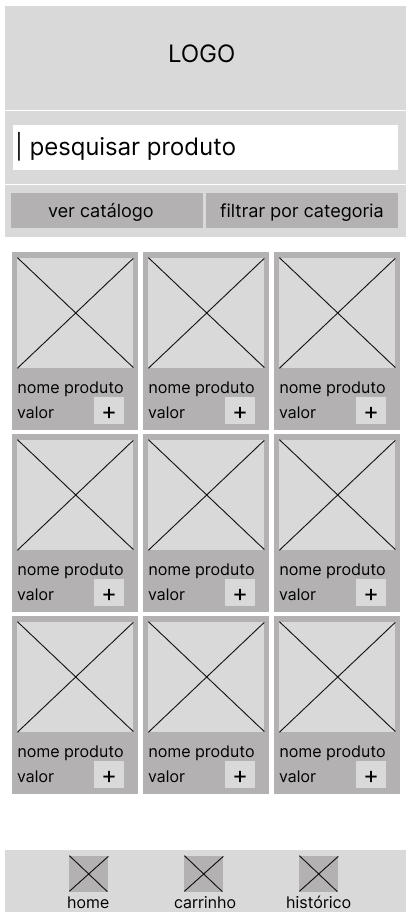 LOGO
pesquisar produto
ver catálogo filtrar por categoria
nome produto nome produto nome produto
valor + valor + valor +
nome produto nome produto nome produto
valor + valor + valor +
nome produto nome produto nome produto
valor + valor + valor +
home carrinho histórico